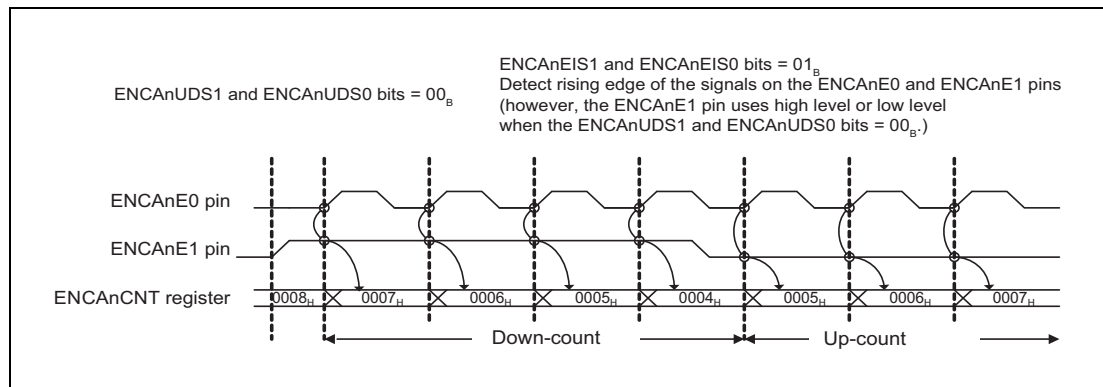 ENCAnEIS1 and ENCAnEIS0 bits = 01B
Detect rising edge of the signals on the ENCAnE0 and ENCAnE1 pins
ENCAnUDS1 and ENCAnUDS0 bits = 00B
(however, the ENCAnE1 pin uses high level or low level
when the ENCAnUDS1 and ENCAnUDS0 bits = 00B.)
ENCAnE0 pin
ENCAnE1 pin
ENCAnCNT register 0008H 0007H 0006H 0005H 0004H 0005H 0006H 0007H
Down-count Up-count